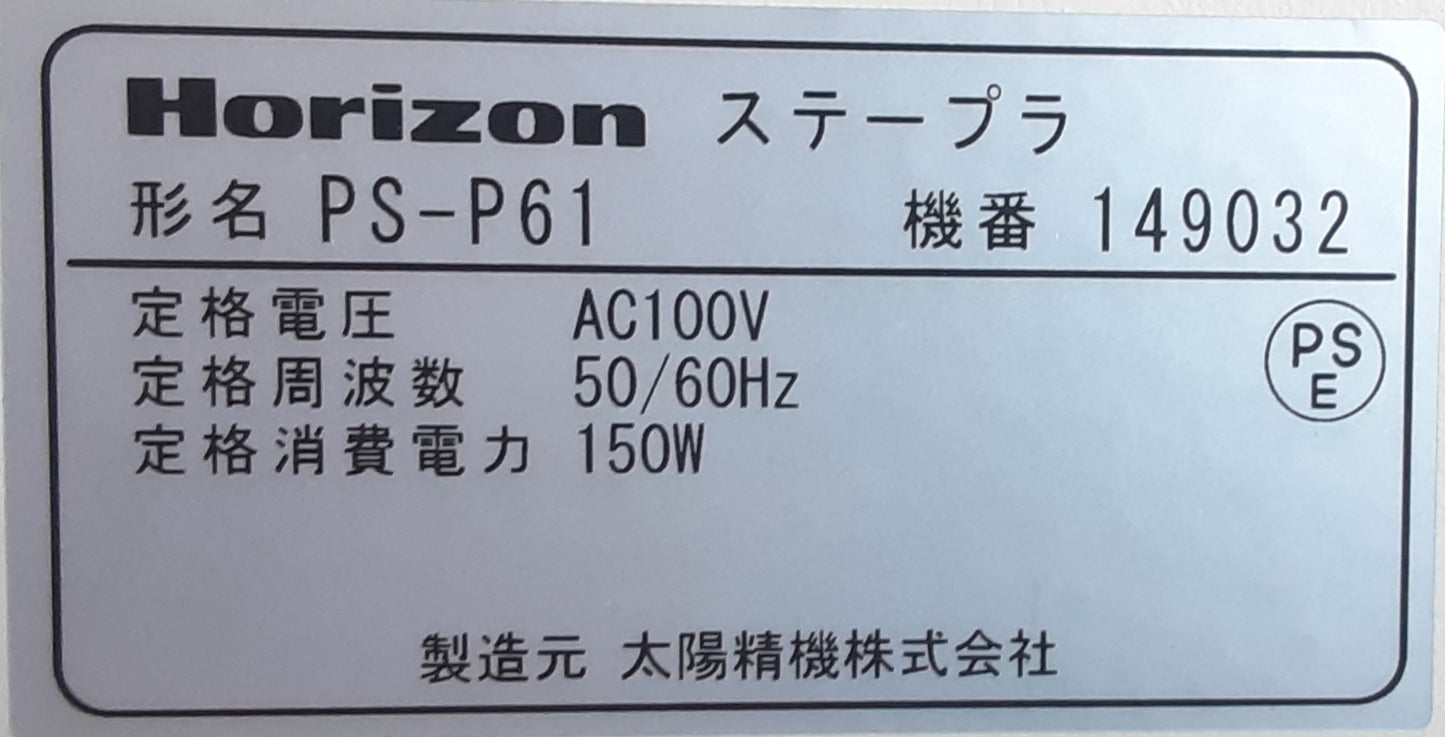 Horizon ステープラ
形名 PS-P61 機番 149032
定格電圧 AC100V
定格周波数 50/60Hz
定格消費電力 150W
PS
E
製造元 太陽精機株式会社